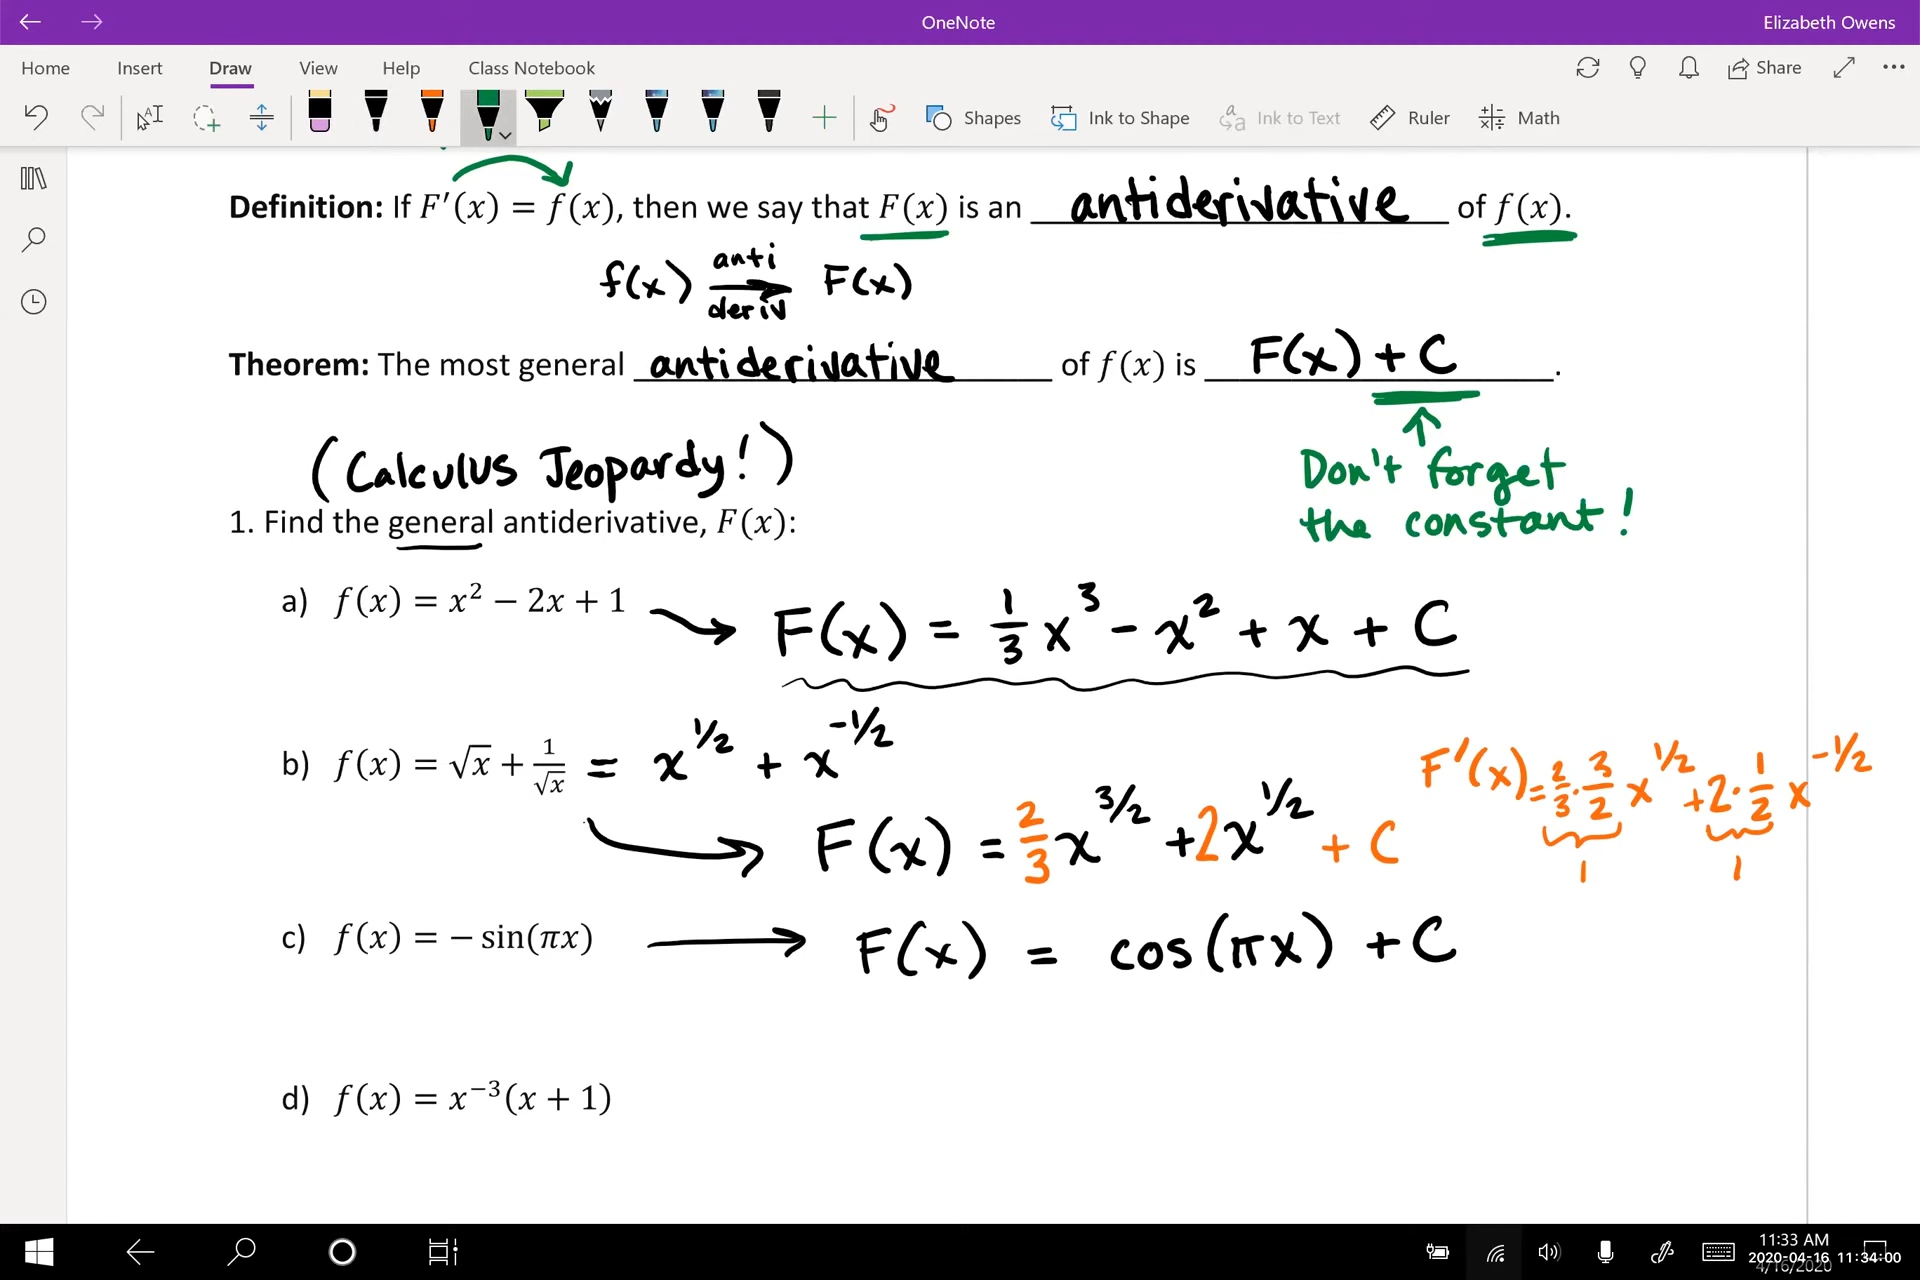 OneNote
Elizabeth Owens
Home Insert Draw View Help Class Notebook Share
Shapes Ink to Shape Ink to Text Ruler Math
Definition: If F′(x) = f(x), then we say that F(x) is an antiderivative of f(x).
f(x) anti deriv F(x)
Theorem: The most general antiderivative of f(x) is F(x) + C.
(Calculus Jeopardy!)
Don't forget
the constant!
1. Find the general antiderivative, F(x):
a) f(x) = x² − 2x + 1 → F(x) = 1/3 x³ - x² + x + C
b) f(x) = √x + 1/√x = x^1/2 + x^-1/2
F'(x) = 2/3 · 3/2 x^1/2 + 2 · 1/2 x^-1/2
1 1
F(x) = 2/3 x^3/2 + 2x^1/2 + C
c) f(x) = − sin(πx) → F(x) = cos(πx) + C
d) f(x) = x⁻³(x + 1)
11:33 AM
2020-04-16 11:34:00
4/16/2020